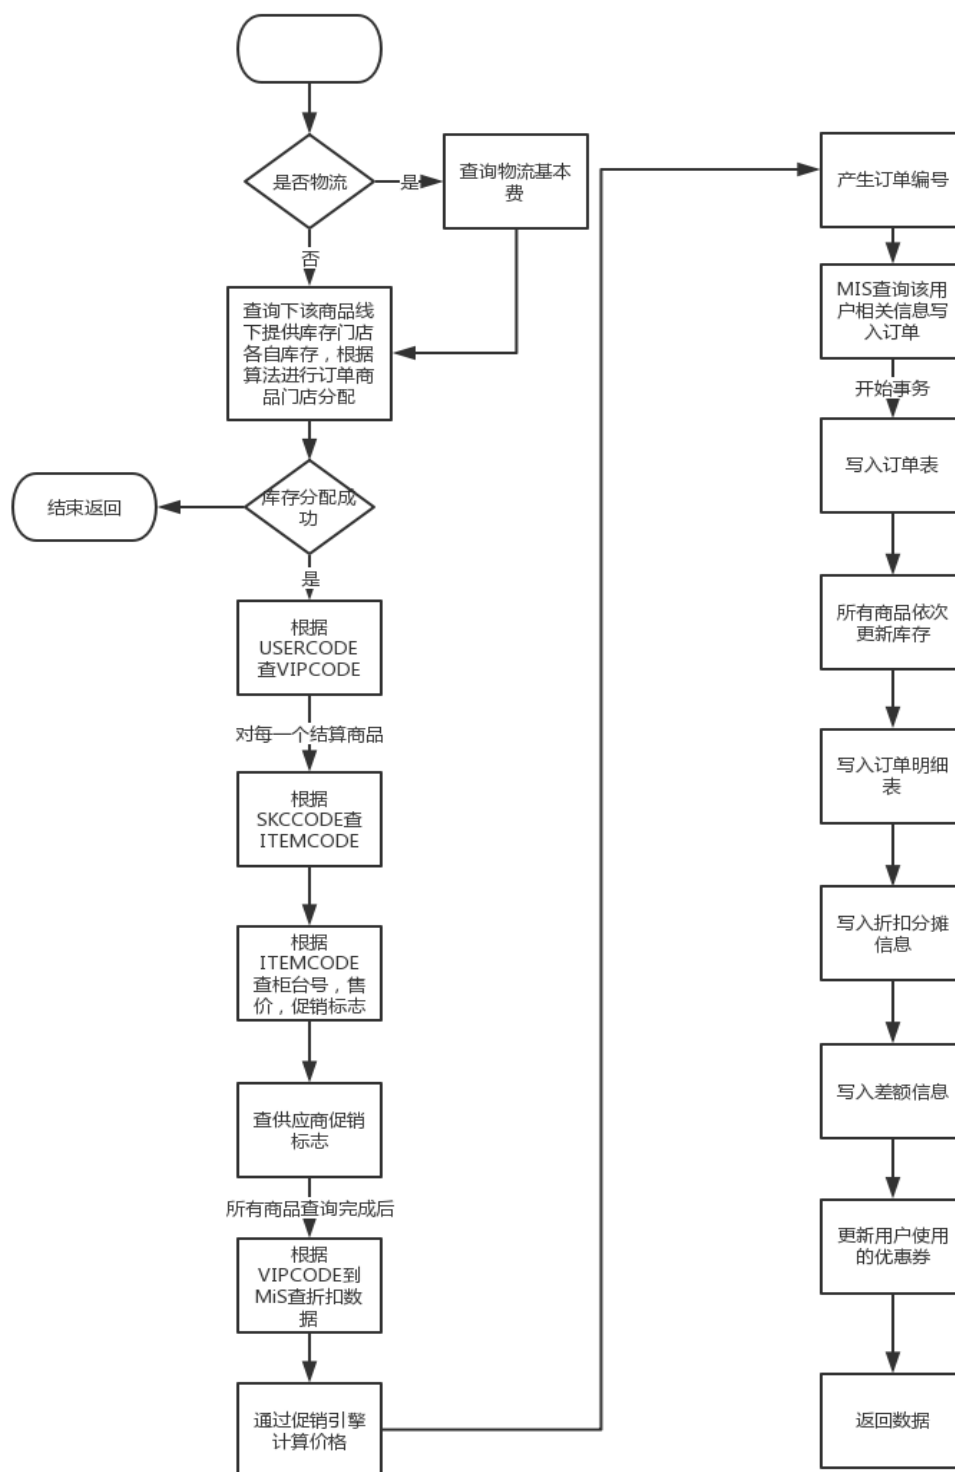 是否物流
是
查询物流基本
费
否
查询下该商品线
下提供库存门店
各自库存，根据
算法进行订单商
品门店分配
库存分配成
功
结束返回
是
根据
USERCODE
查VIPCODE
对每一个结算商品
根据
SKCCODE查
ITEMCODE
根据
ITEMCODE
查柜台号，售
价，促销标志
查供应商促销
标志
所有商品查询完成后
根据
VIPCODE到
MiS查折扣数
据
通过促销引擎
计算价格
产生订单编号
MIS查询该用
户相关信息写
入订单
开始事务
写入订单表
所有商品依次
更新库存
写入订单明细
表
写入折扣分摊
信息
写入差额信息
更新用户使用
的优惠券
返回数据